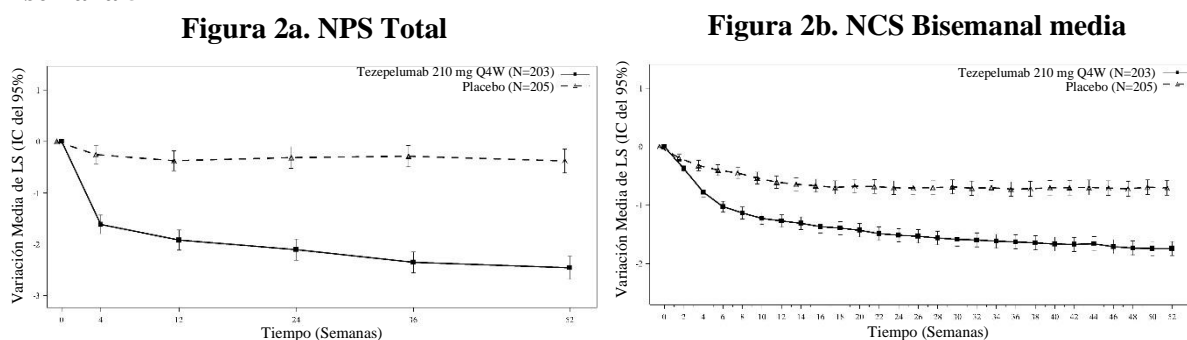 Figura 2a. NPS Total
Figura 2b. NCS Bisemanal media
Tezepelumab 210 mg Q4W (N=203)
Placebo (N=205)
Variación Media de LS (IC del 95%)
1
0
-1
-2
-3
0 4 12 24 36 52
Tiempo (Semanas)
Tezepelumab 210 mg Q4W (N=203)
Placebo (N=205)
Variación Media de LS (IC del 95%)
1
0
-1
-2
0 2 4 6 8 10 12 14 16 18 20 22 24 26 28 30 32 34 36 38 40 42 44 46 48 50 52
Tiempo (Semanas)